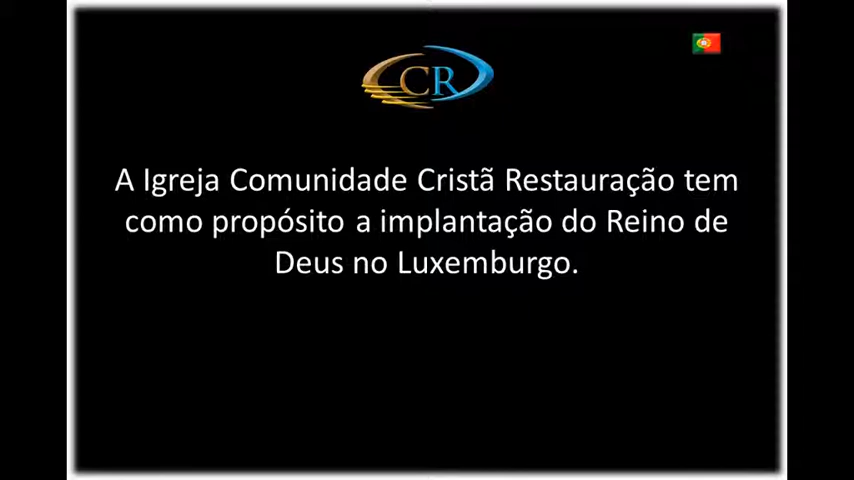 CR
A Igreja Comunidade Cristã Restauração tem
como propósito a implantação do Reino de
Deus no Luxemburgo.